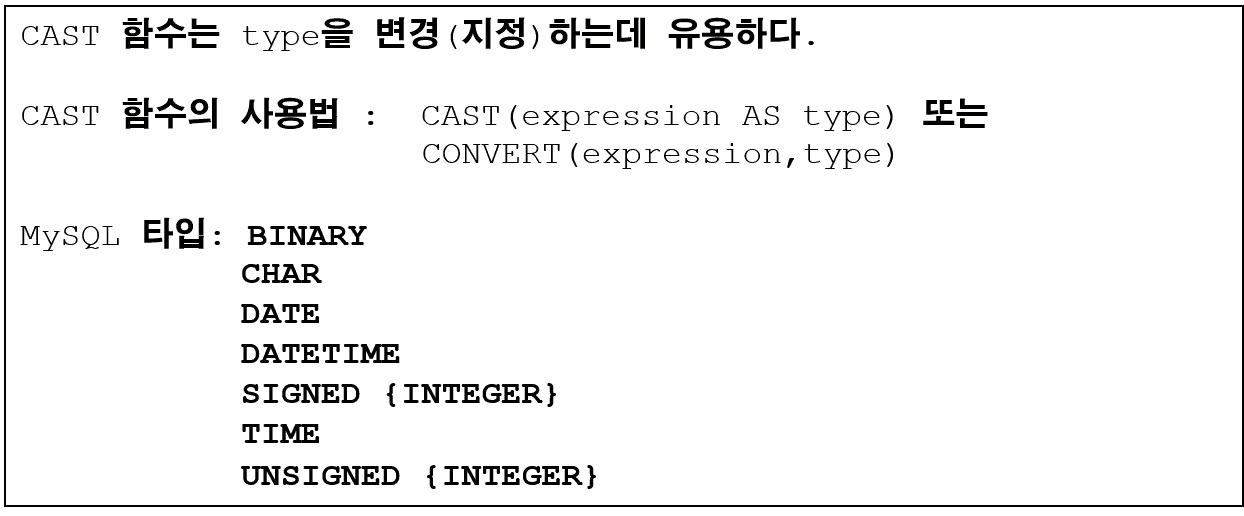 CAST 함수는 type을 변경(지정)하는데 유용하다.
CAST 함수의 사용법 : CAST(expression AS type) 또는
CONVERT(expression,type)
MySQL 타입: BINARY
CHAR
DATE
DATETIME
SIGNED {INTEGER}
TIME
UNSIGNED {INTEGER}